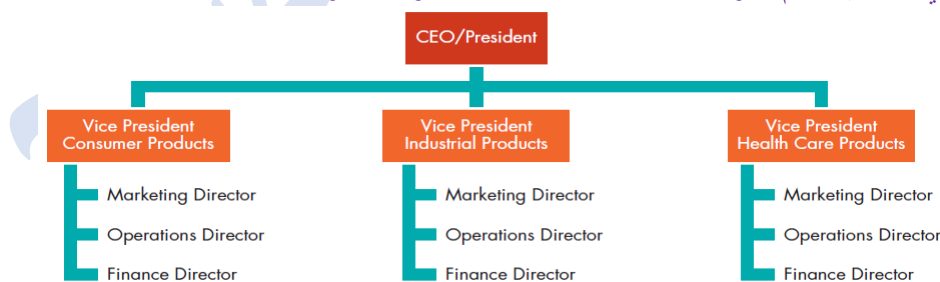 CEO/President
Vice President
Consumer Products
Vice President
Industrial Products
Vice President
Health Care Products
Marketing Director
Operations Director
Finance Director
Marketing Director
Operations Director
Finance Director
Marketing Director
Operations Director
Finance Director